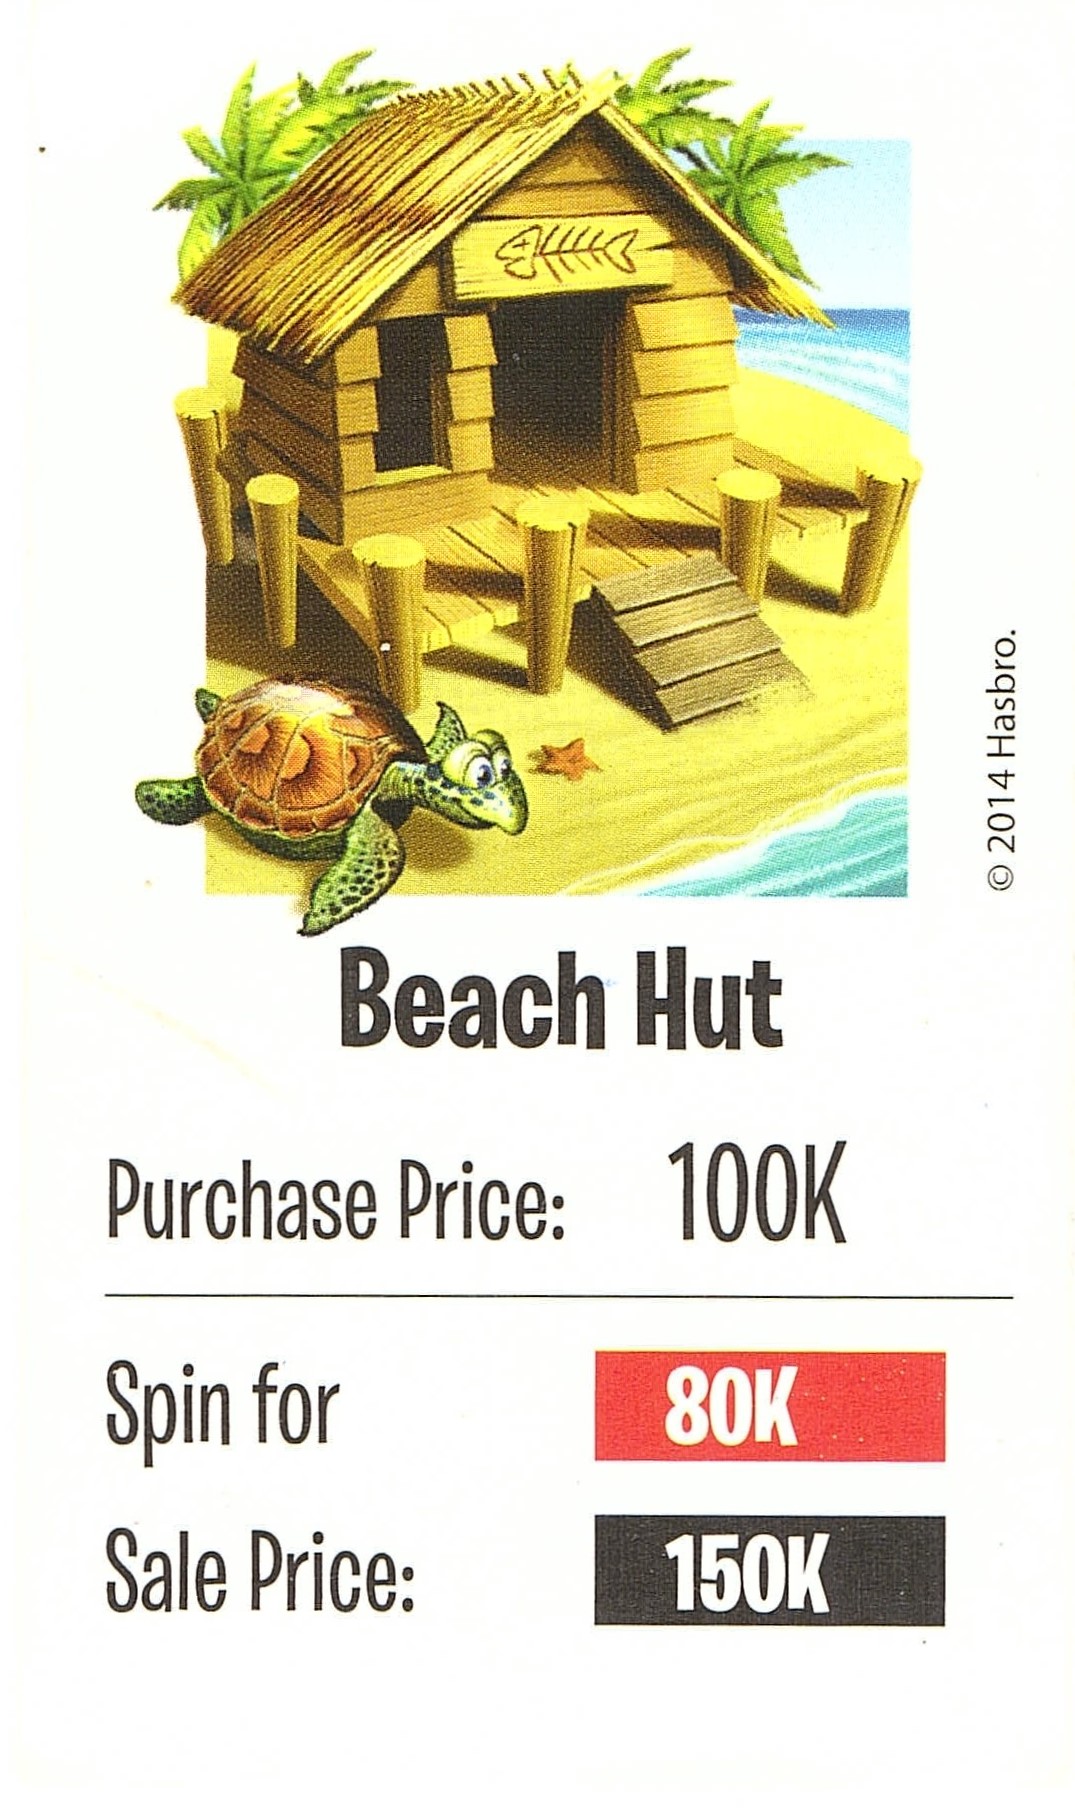 © 2014 Hasbro.
Beach Hut
Purchase Price: 100K
Spin for 80K
Sale Price: 150K